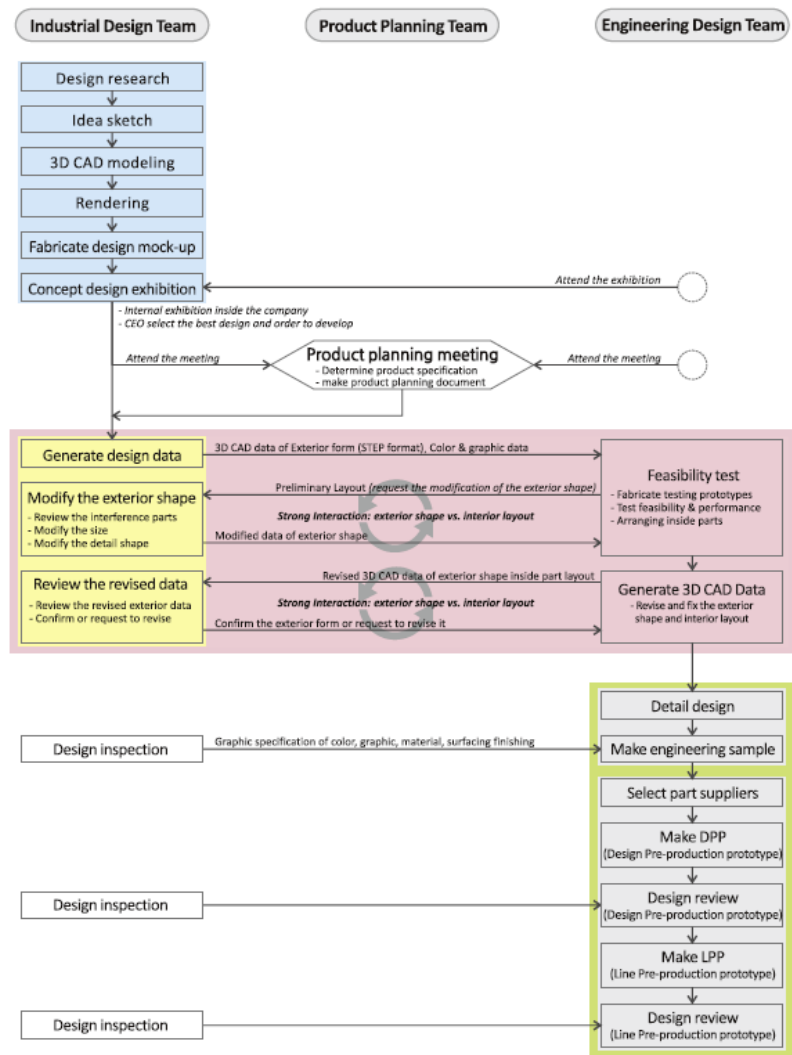 Industrial Design Team
Product Planning Team
Engineering Design Team
Design research
Idea sketch
3D CAD modeling
Rendering
Fabricate design mock-up
Concept design exhibition
Attend the exhibition
- Internal exhibition inside the company
- CEO select the best design and order to develop
Attend the meeting
Product planning meeting
- Determine product specification
- make product planning document
Attend the meeting
Generate design data
3D CAD data of Exterior form (STEP format), Color & graphic data
Feasibility test
- Fabricate testing prototypes
- Test feasibility & performance
- Arranging inside parts
Modify the exterior shape
- Review the interference parts
- Modify the size
- Modify the detail shape
Preliminary Layout (request the modification of the exterior shape)
Strong Interaction: exterior shape vs. interior layout
Modified data of exterior shape
Review the revised data
- Review the revised exterior data
- Confirm or request to revise
Revised 3D CAD data of exterior shape inside part layout
Strong Interaction: exterior shape vs. interior layout
Confirm the exterior form or request to revise it
Generate 3D CAD Data
- Revise and fix the exterior
shape and interior layout
Detail design
Design inspection
Graphic specification of color, graphic, material, surfacing finishing
Make engineering sample
Select part suppliers
Make DPP
(Design Pre-production prototype)
Design inspection
Design review
(Design Pre-production prototype)
Make LPP
(Line Pre-production prototype)
Design inspection
Design review
(Line Pre-production prototype)